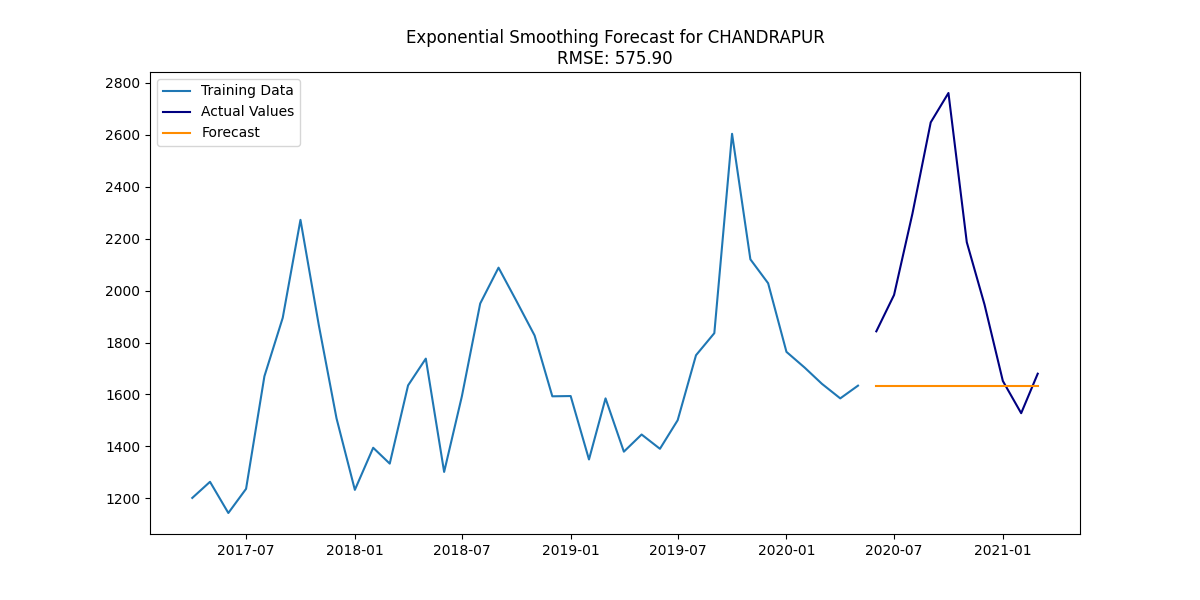 Exponential Smoothing Forecast for CHANDRAPUR
RMSE: 575.90
Training Data
Actual Values
Forecast
2800
2600
2400
2200
2000
1800
1600
1400
1200
2017-07 2018-01 2018-07 2019-01 2019-07 2020-01 2020-07 2021-01